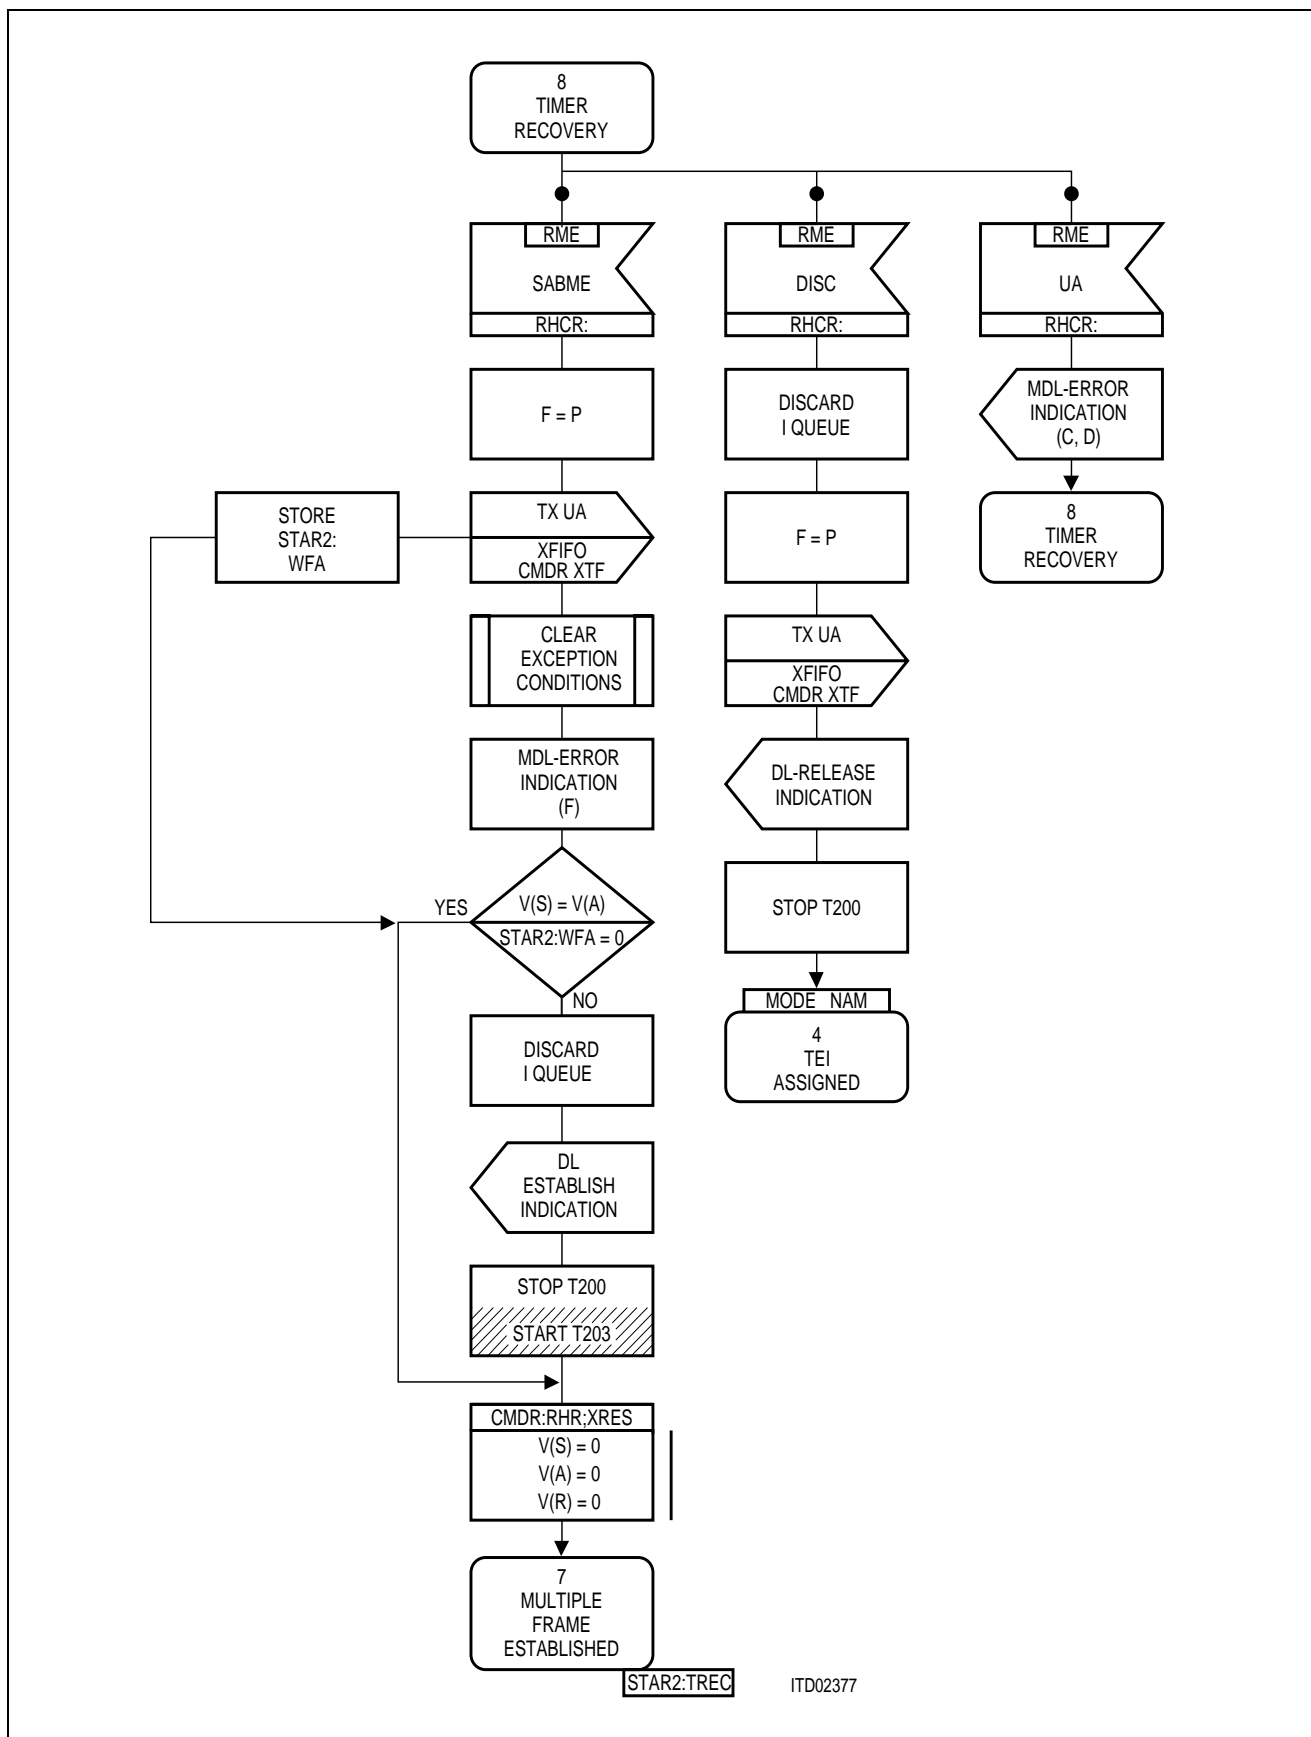 8
TIMER
RECOVERY
RME
SABME
RHCR:
RME
DISC
RHCR:
RME
UA
RHCR:
F = P
DISCARD
I QUEUE
MDL-ERROR
INDICATION
(C, D)
STORE
STAR2:
WFA
TX UA
XFIFO
CMDR XTF
F = P
8
TIMER
RECOVERY
CLEAR
EXCEPTION
CONDITIONS
TX UA
XFIFO
CMDR XTF
MDL-ERROR
INDICATION
(F)
DL-RELEASE
INDICATION
YES
V(S) = V(A)
STAR2:WFA = 0
NO
STOP T200
MODE NAM
4
TEI
ASSIGNED
DISCARD
I QUEUE
DL
ESTABLISH
INDICATION
STOP T200
START T203
CMDR:RHR;XRES
V(S) = 0
V(A) = 0
V(R) = 0
7
MULTIPLE
FRAME
ESTABLISHED
STAR2:TREC
ITD02377